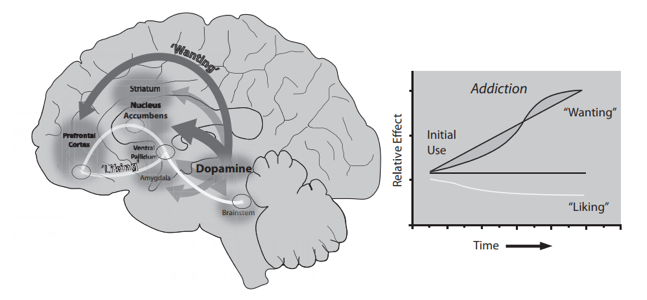 "Wanting"
Striatum
Nucleus
Accumbens
Prefrontal
Cortex
Ventral
Pallidum
"Liking"
Dopamine
Amygdala
Brainstem
Addiction
"Wanting"
Initial
Use
Relative Effect
"Liking"
Time